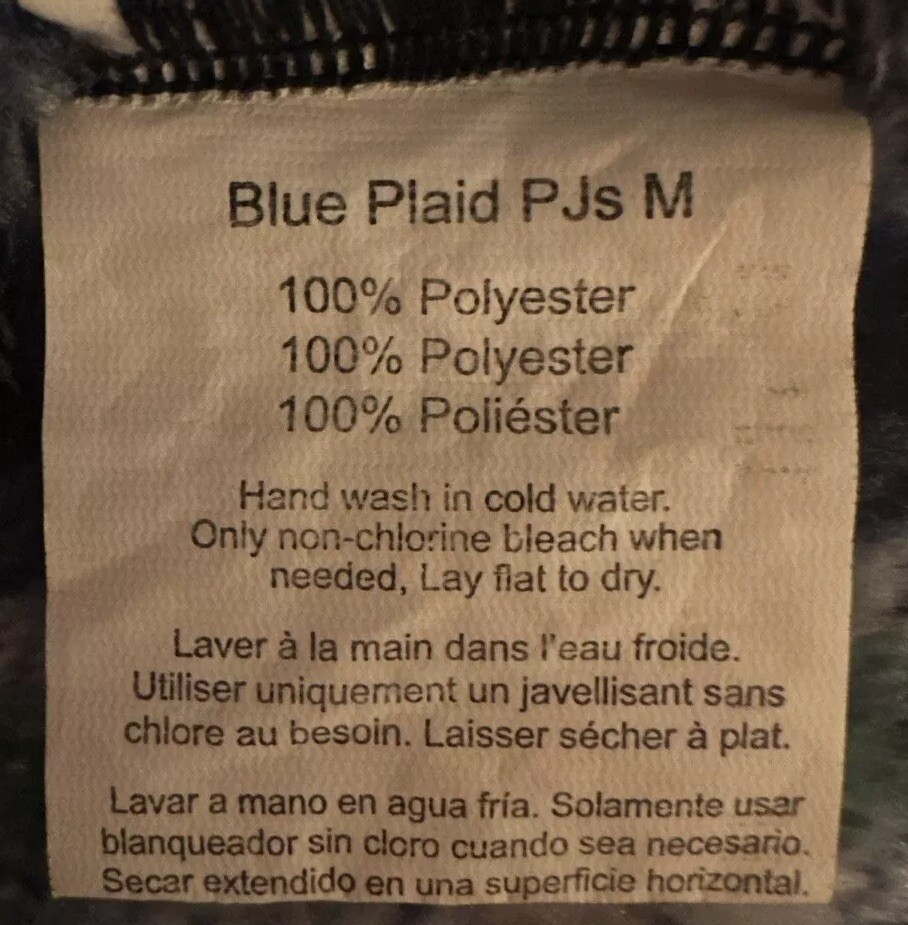 Blue Plaid PJs M
100% Polyester
100% Polyester
100% Poliéster
Hand wash in cold water.
Only non-chlorine bleach when
needed, Lay flat to dry.
Laver à la main dans l'eau froide.
Utiliser uniquement un javellisant sans
chlore au besoin. Laisser sécher à plat.
Lavar a mano en agua fría. Solamente usar
blanqueador sin cloro cuando sea necesario.
Secar extendido en una superficie horizontal.